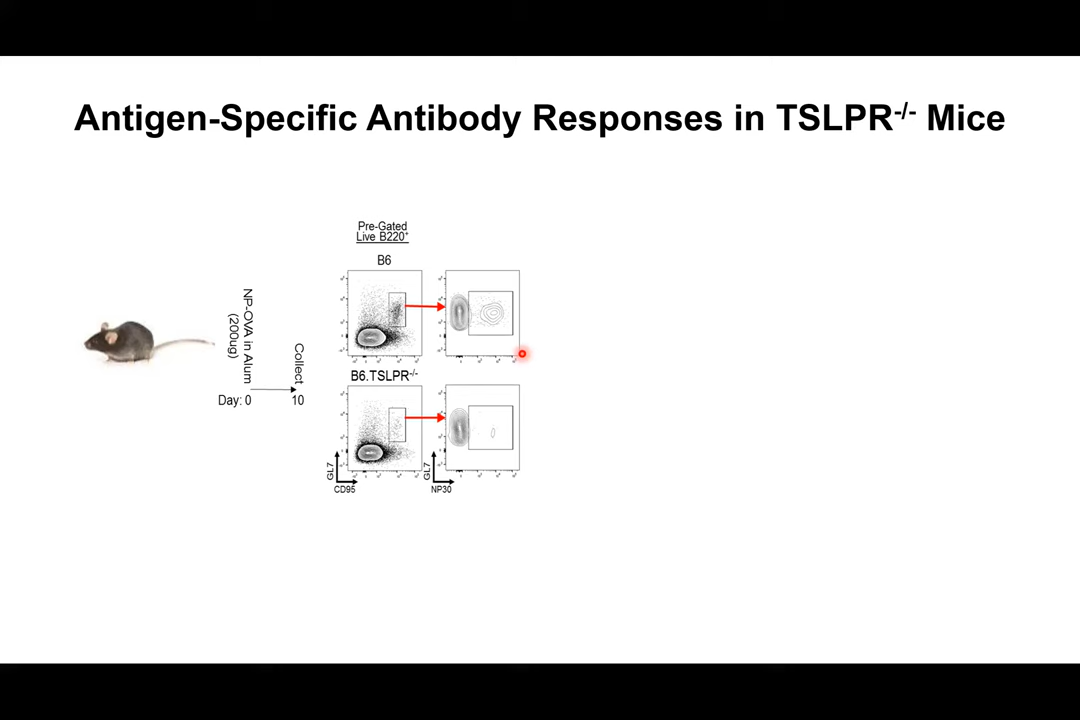 Antigen-Specific Antibody Responses in TSLPR-/- Mice
Pre-Gated
Live B220+
B6
NP-OVA in Alum
(200ug)
Collect
Day: 0
10
B6.TSLPR-/-
GL7
CD95
GL7
NP30